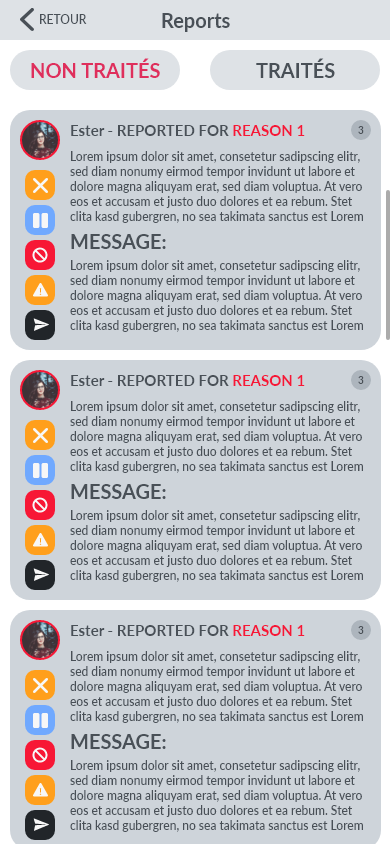 RETOUR
Reports
NON TRAITÉS
TRAITÉS
Ester - REPORTED FOR REASON 1
3
Lorem ipsum dolor sit amet, consetetur sadipscing elitr,
sed diam nonumy eirmod tempor invidunt ut labore et
dolore magna aliquyam erat, sed diam voluptua. At vero
eos et accusam et justo duo dolores et ea rebum. Stet
clita kasd gubergren, no sea takimata sanctus est Lorem
MESSAGE:
Lorem ipsum dolor sit amet, consetetur sadipscing elitr,
sed diam nonumy eirmod tempor invidunt ut labore et
dolore magna aliquyam erat, sed diam voluptua. At vero
eos et accusam et justo duo dolores et ea rebum. Stet
clita kasd gubergren, no sea takimata sanctus est Lorem
Ester - REPORTED FOR REASON 1
3
Lorem ipsum dolor sit amet, consetetur sadipscing elitr,
sed diam nonumy eirmod tempor invidunt ut labore et
dolore magna aliquyam erat, sed diam voluptua. At vero
eos et accusam et justo duo dolores et ea rebum. Stet
clita kasd gubergren, no sea takimata sanctus est Lorem
MESSAGE:
Lorem ipsum dolor sit amet, consetetur sadipscing elitr,
sed diam nonumy eirmod tempor invidunt ut labore et
dolore magna aliquyam erat, sed diam voluptua. At vero
eos et accusam et justo duo dolores et ea rebum. Stet
clita kasd gubergren, no sea takimata sanctus est Lorem
Ester - REPORTED FOR REASON 1
3
Lorem ipsum dolor sit amet, consetetur sadipscing elitr,
sed diam nonumy eirmod tempor invidunt ut labore et
dolore magna aliquyam erat, sed diam voluptua. At vero
eos et accusam et justo duo dolores et ea rebum. Stet
clita kasd gubergren, no sea takimata sanctus est Lorem
MESSAGE:
Lorem ipsum dolor sit amet, consetetur sadipscing elitr,
sed diam nonumy eirmod tempor invidunt ut labore et
dolore magna aliquyam erat, sed diam voluptua. At vero
eos et accusam et justo duo dolores et ea rebum. Stet
clita kasd gubergren, no sea takimata sanctus est Lorem